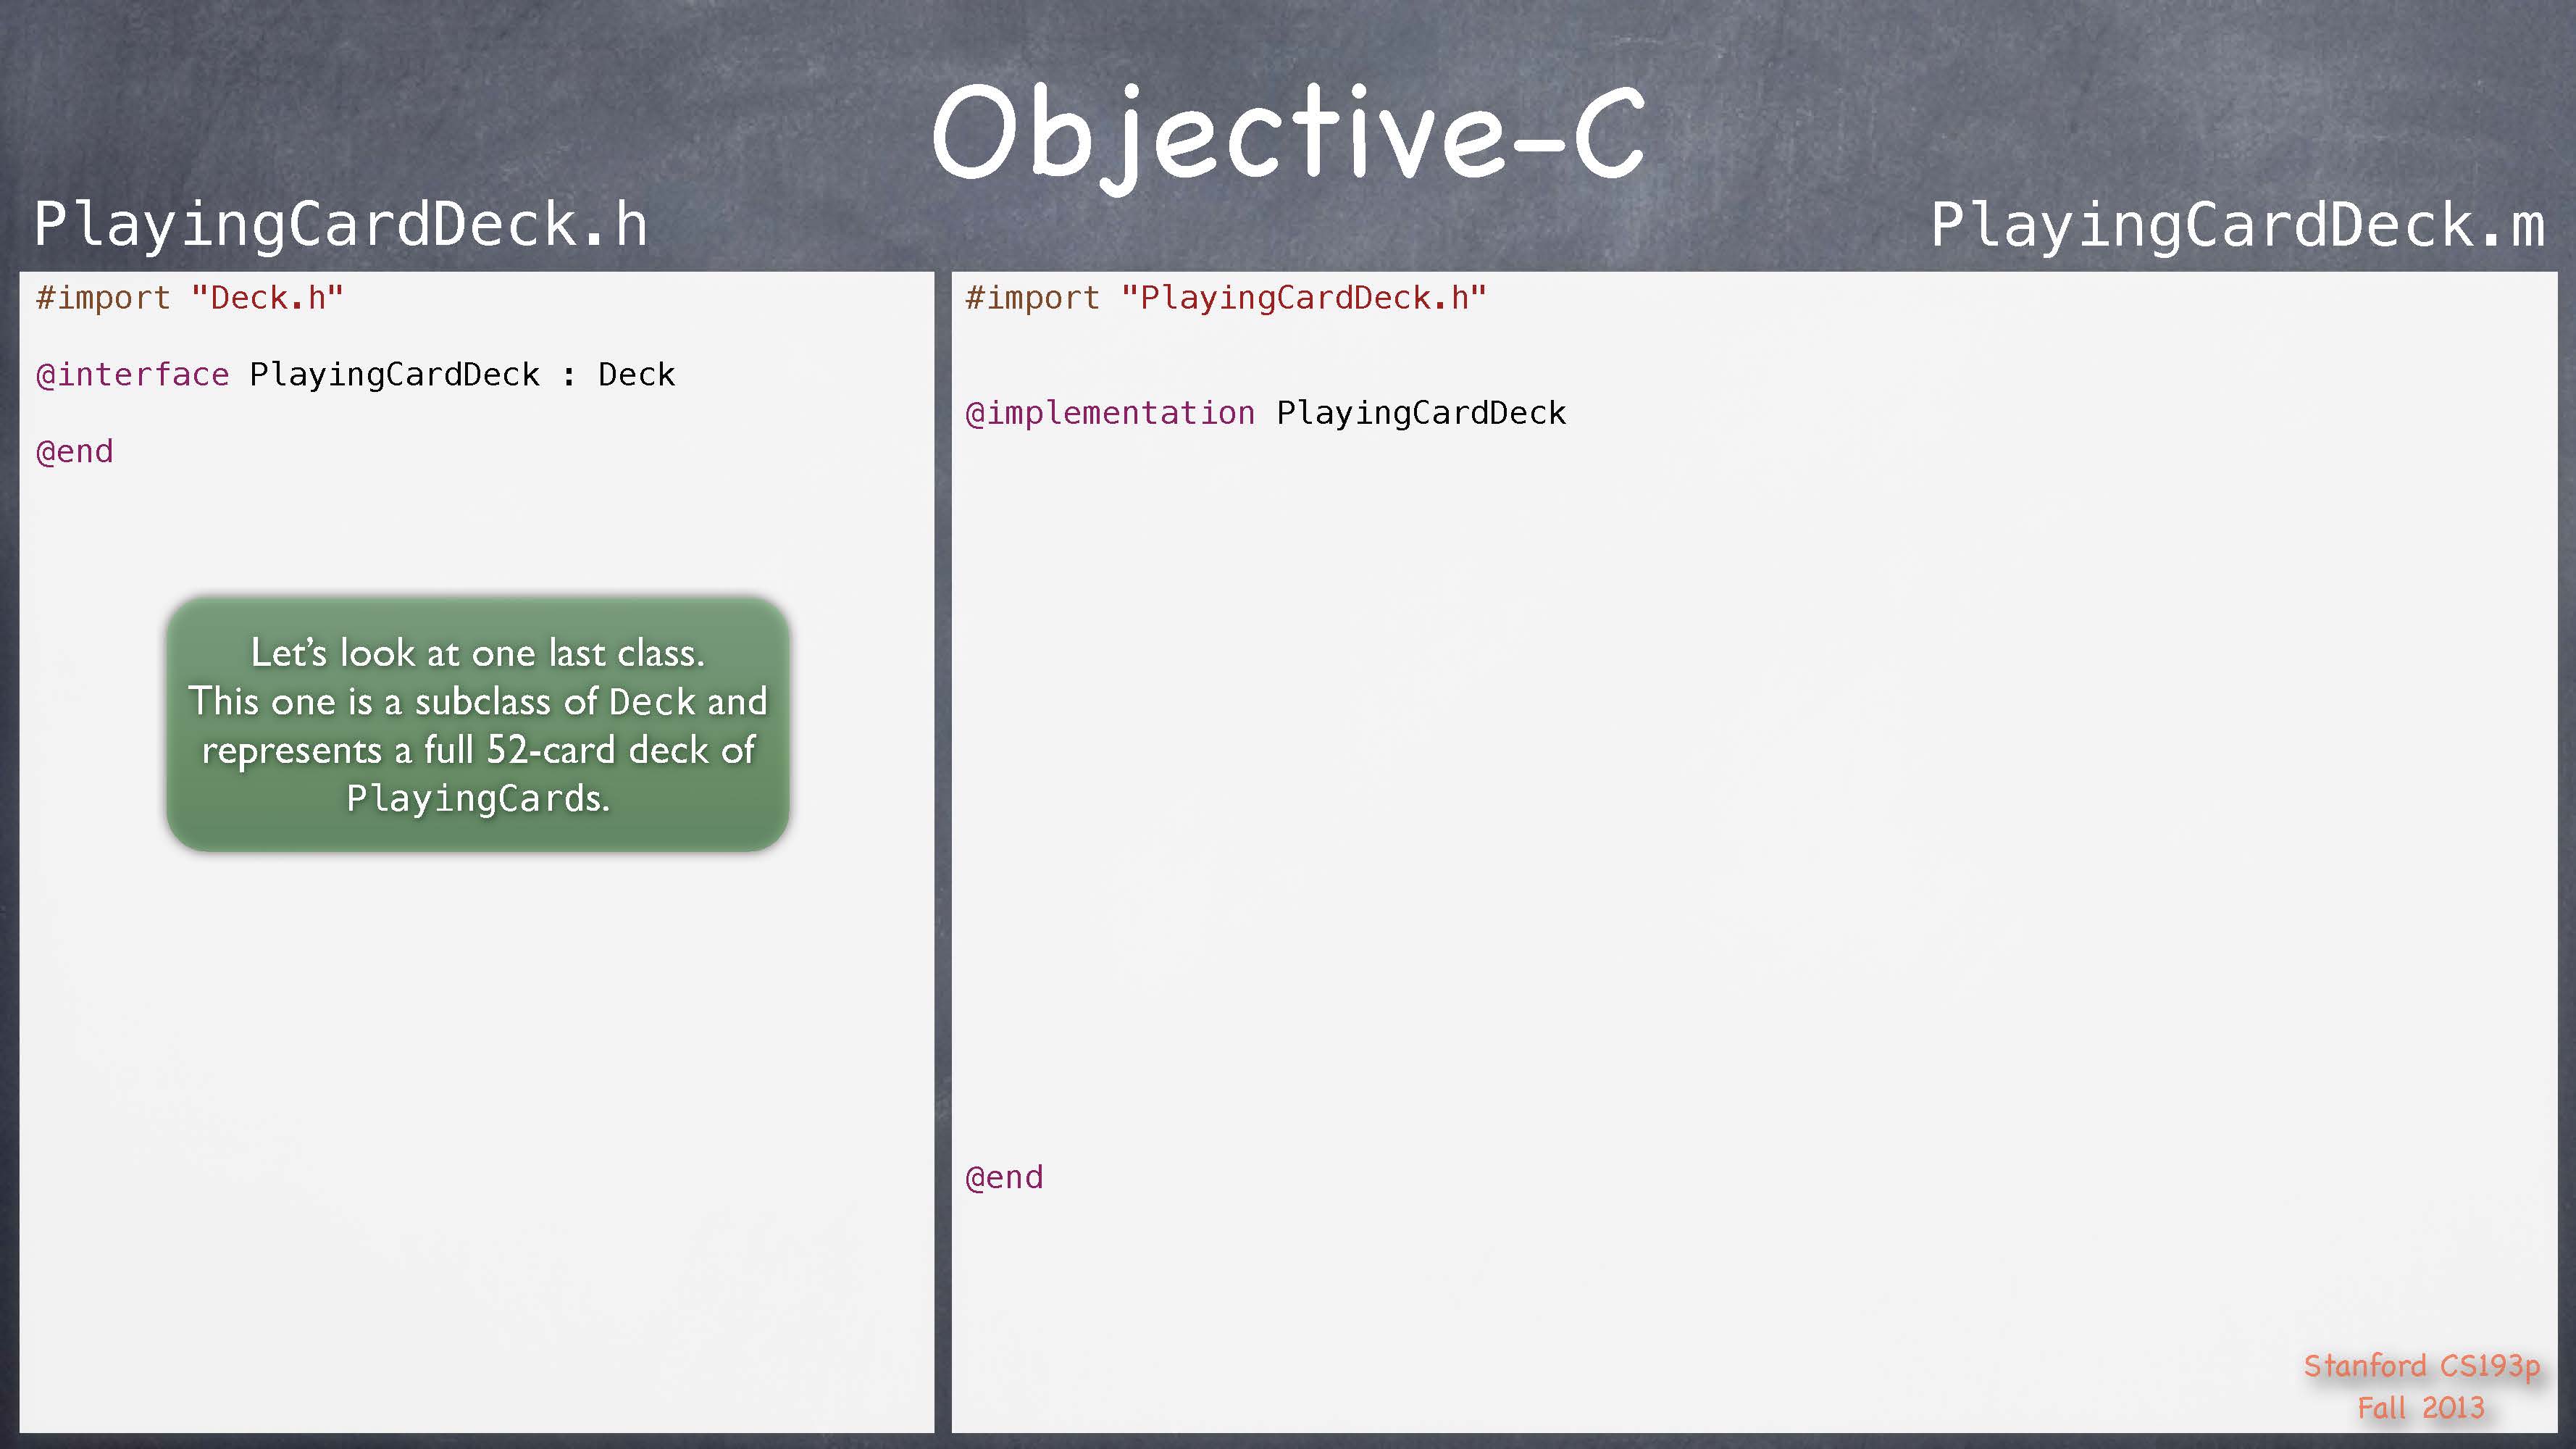 Objective-C
PlayingCardDeck.h
PlayingCardDeck.m
#import "Deck.h"
@interface PlayingCardDeck : Deck
@end
Let's look at one last class.
This one is a subclass of Deck and
represents a full 52-card deck of
PlayingCards.
#import "PlayingCardDeck.h"
@implementation PlayingCardDeck
@end
Stanford CS193p
Fall 2013